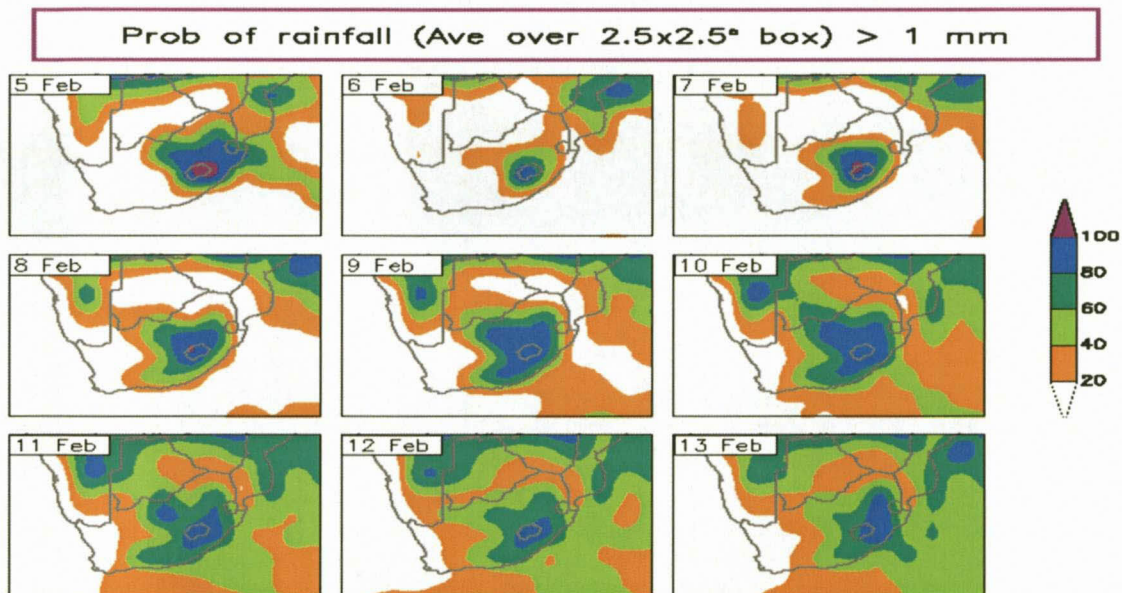 Prob of rainfall (Ave over 2.5x2.5° box) > 1 mm
5 Feb
6 Feb
7 Feb
8 Feb
9 Feb
10 Feb
11 Feb
12 Feb
13 Feb
100
80
60
40
20